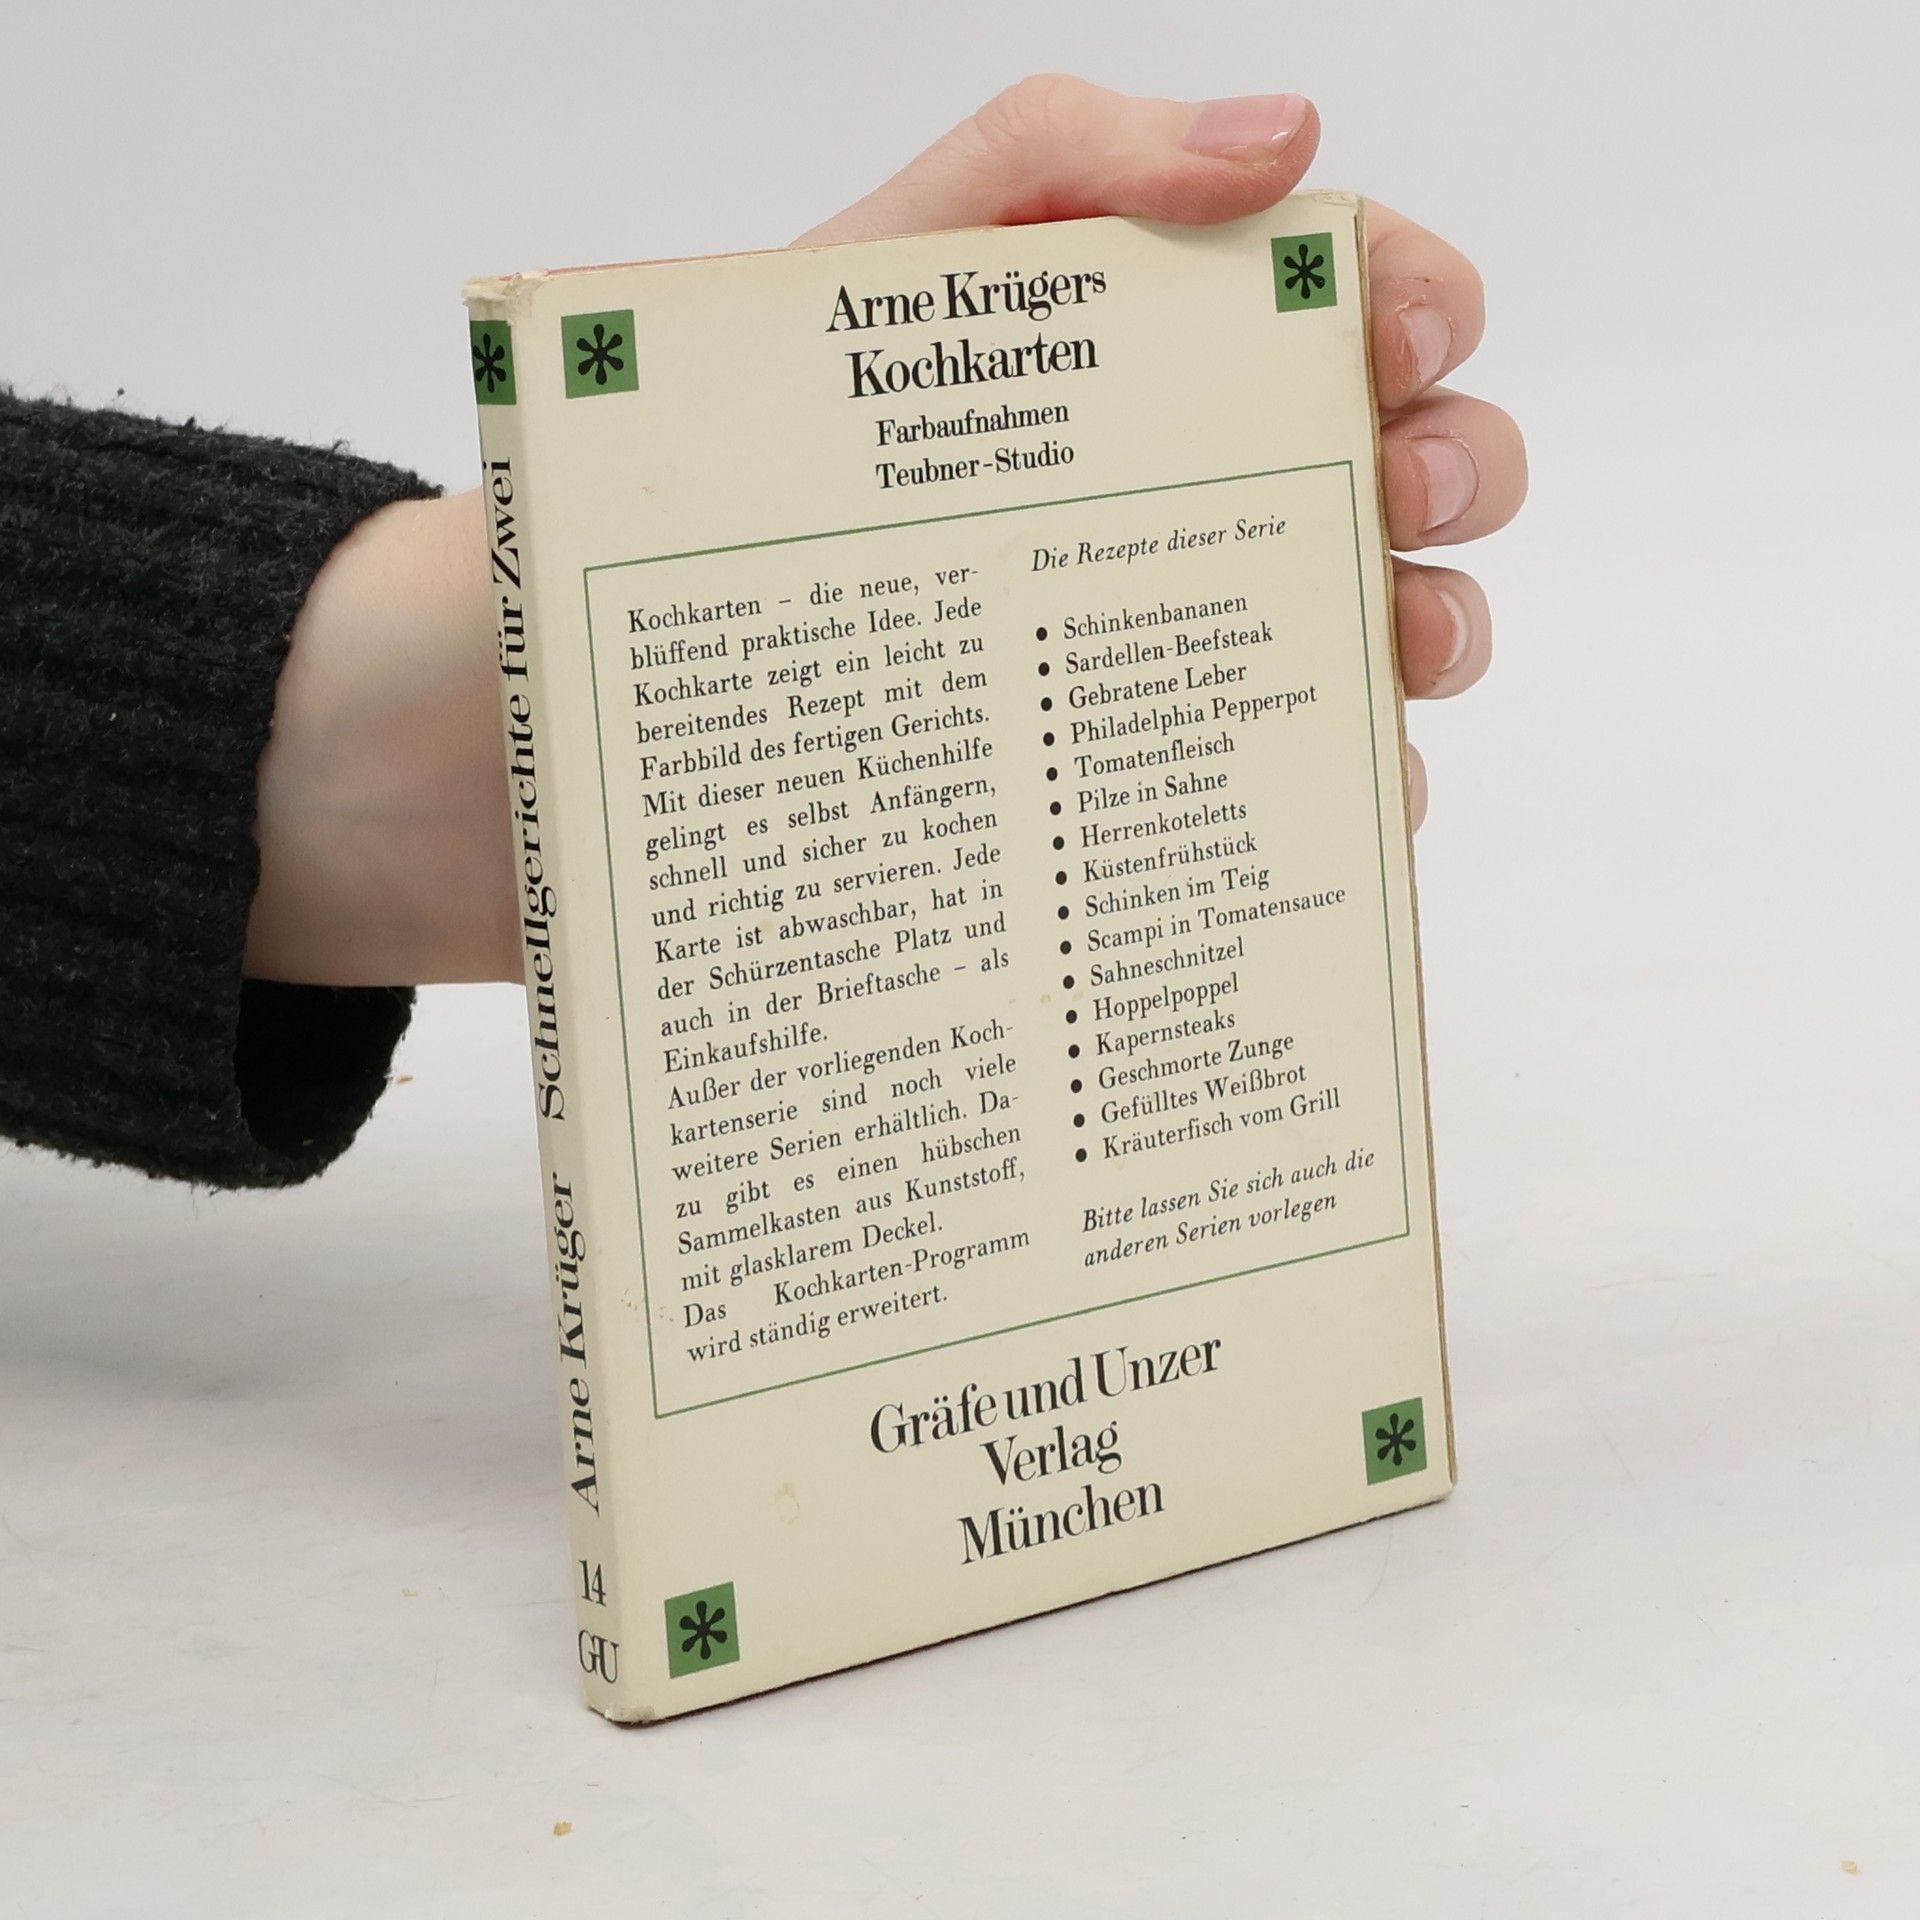 Arne Krügers
Kochkarten
Farbaufnahmen
Teubner-Studio
Kochkarten – die neue, ver-
blüffend praktische Idee. Jede
Kochkarte zeigt ein leicht zu
bereitendes Rezept mit dem
Farbbild des fertigen Gerichts.
Mit dieser neuen Küchenhilfe
gelingt es selbst Anfängern,
schnell und sicher zu kochen
und richtig zu servieren. Jede
Karte ist abwaschbar, hat in
der Schürzentasche Platz und
auch in der Brieftasche – als
Einkaufshilfe.
Außer der vorliegenden Koch-
kartenserie sind noch viele
weitere Serien erhältlich. Da-
zu gibt es einen hübschen
Sammelkasten aus Kunststoff,
mit glasklarem Deckel.
Das Kochkarten-Programm
wird ständig erweitert.
Die Rezepte dieser Serie
• Schinkenbananen
• Sardellen-Beefsteak
• Gebratene Leber
• Philadelphia Pepperpot
• Tomatenfleisch
• Pilze in Sahne
• Herrenkoteletts
• Küstenfrühstück
• Schinken im Teig
• Scampi in Tomatensauce
• Sahneschnitzel
• Hoppelpoppel
• Kapernsteaks
• Geschmorte Zunge
• Gefülltes Weißbrot
• Kräuterfisch vom Grill
Bitte lassen Sie sich auch die
anderen Serien vorlegen
Gräfe und Unzer
Verlag
München
Arne Krüger Schnellgerichte für Zwei
14
GU